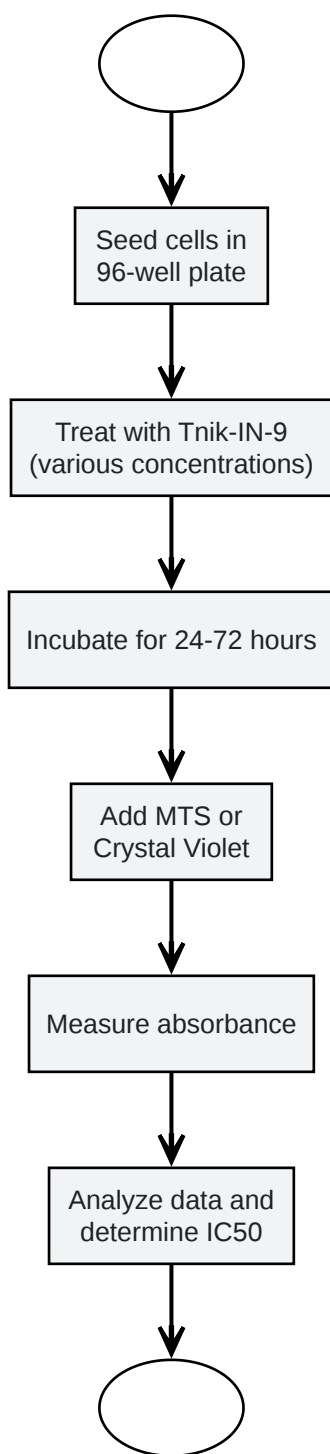 Seed cells in
96-well plate
Treat with Tnik-IN-9
(various concentrations)
Incubate for 24-72 hours
Add MTS or
Crystal Violet
Measure absorbance
Analyze data and
determine IC50